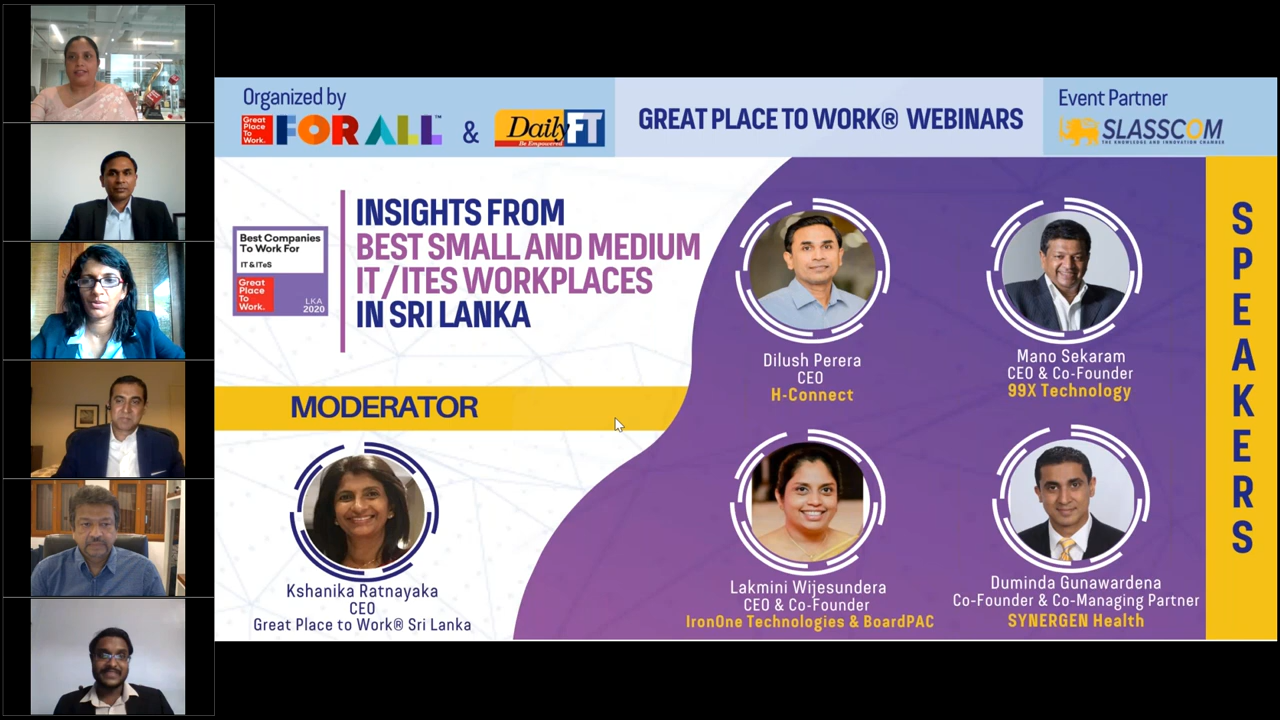 Organized by
Great
Place
To
Work.
FOR ALL™
&
Daily FT
Be Empowered
GREAT PLACE TO WORK® WEBINARS
Event Partner
SLASSCOM
THE KNOWLEDGE AND INNOVATION CHAMBER
Best Companies
To Work For
IT & ITeS
Great
Place
To
Work.
LKA
2020
INSIGHTS FROM
BEST SMALL AND MEDIUM
IT/ITES WORKPLACES
IN SRI LANKA
MODERATOR
Kshanika Ratnayaka
CEO
Great Place to Work® Sri Lanka
Dilush Perera
CEO
H-Connect
Mano Sekaram
CEO & Co-Founder
99X Technology
Lakmini Wijesundera
CEO & Co-Founder
IronOne Technologies & BoardPAC
Duminda Gunawardena
Co-Founder & Co-Managing Partner
SYNERGEN Health
SPEAKERS